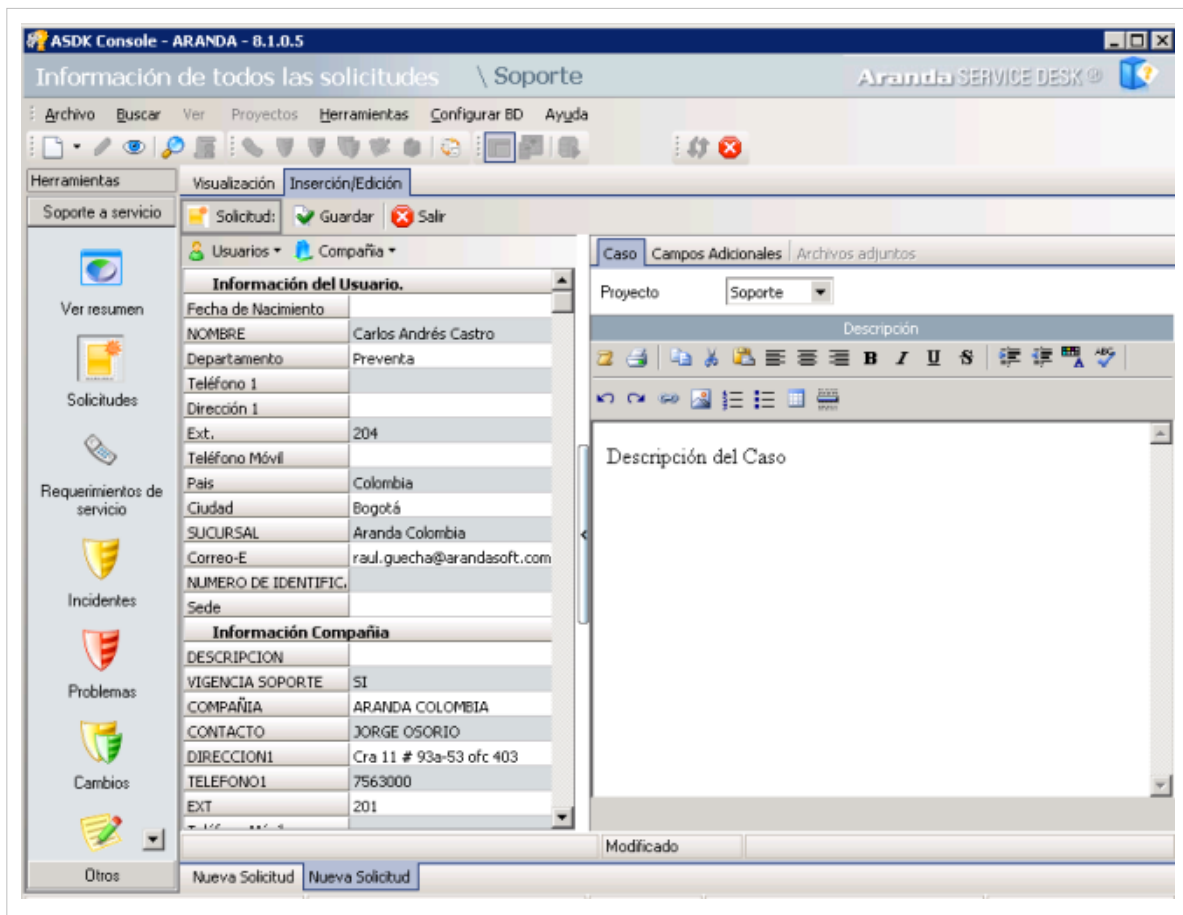 ASDK Console - ARANDA - 8.1.0.5
Información de todos las solicitudes \ Soporte
Aranda SERVICE DESK ®
Archivo Buscar Ver Proyectos Herramientas Configurar BD Ayuda
Herramientas
Visualización Inserción/Edición
Soporte a servicio
Solicitud: Guardar Salir
Usuarios Compañia
Caso Campos Adicionales Archivos adjuntos
Ver resumen
Solicitudes
Requerimientos de
servicio
Incidentes
Problemas
Cambios
Otros
Información del Usuario.
Fecha de Nacimiento
NOMBRE Carlos Andrés Castro
Departamento Preventa
Teléfono 1
Dirección 1
Ext. 204
Teléfono Móvil
Pais Colombia
Ciudad Bogotá
SUCURSAL Aranda Colombia
Correo-E raul.guecha@arandasoft.com
NUMERO DE IDENTIFIC.
Sede
Información Compañia
DESCRIPCION
VIGENCIA SOPORTE SI
COMPAÑIA ARANDA COLOMBIA
CONTACTO JORGE OSORIO
DIRECCION1 Cra 11 # 93a-53 ofc 403
TELEFONO1 7563000
EXT 201
Proyecto Soporte
Descripción
B I U S
ABC
Descripción del Caso
Modificado
Nueva Solicitud Nueva Solicitud